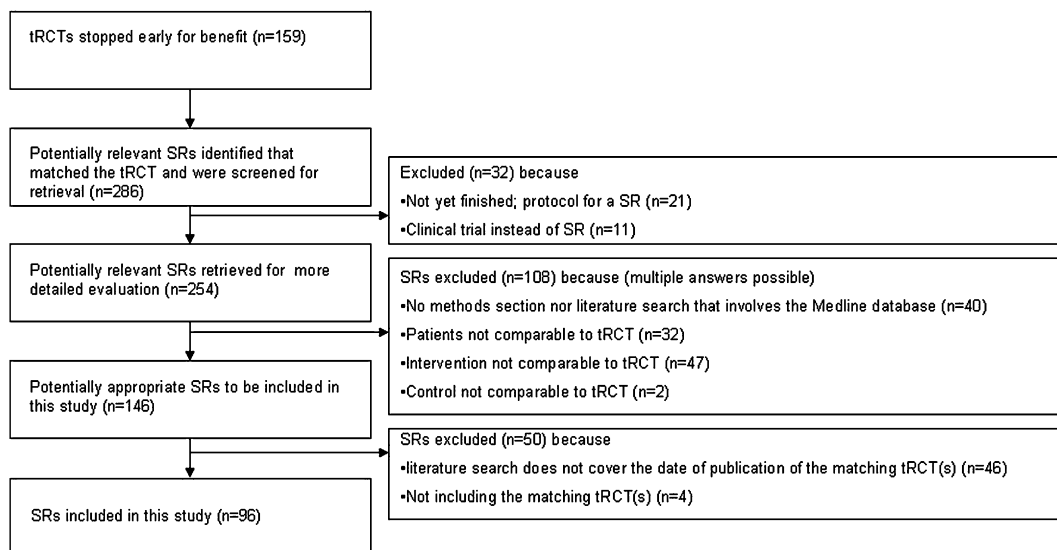 tRCTs stopped early for benefit (n=159)
Potentially relevant SRs identified that
matched the tRCT and were screened for
retrieval (n=286)
Excluded (n=32) because
•Not yet finished; protocol for a SR (n=21)
•Clinical trial instead of SR (n=11)
Potentially relevant SRs retrieved for more
detailed evaluation (n=254)
SRs excluded (n=108) because (multiple answers possible)
•No methods section nor literature search that involves the Medline database (n=40)
•Patients not comparable to tRCT (n=32)
•Intervention not comparable to tRCT (n=47)
•Control not comparable to tRCT (n=2)
Potentially appropriate SRs to be included in
this study (n=146)
SRs excluded (n=50) because
•literature search does not cover the date of publication of the matching tRCT(s) (n=46)
•Not including the matching tRCT(s) (n=4)
SRs included in this study (n=96)